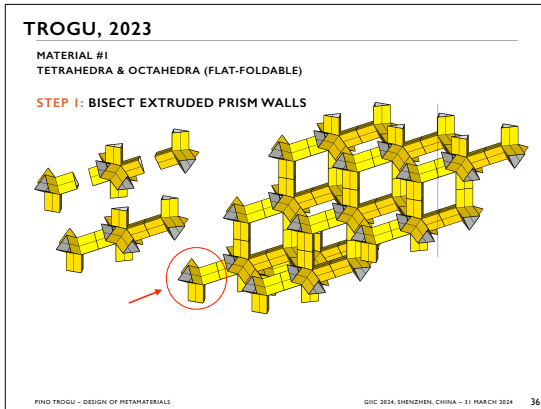 TROGU, 2023
MATERIAL #1
TETRAHEDRA & OCTAHEDRA (FLAT-FOLDABLE)
STEP 1: BISECT EXTRUDED PRISM WALLS
PINO TROGU – DESIGN OF METAMATERIALS
GIIC 2024, SHENZHEN, CHINA – 31 MARCH 2024 36